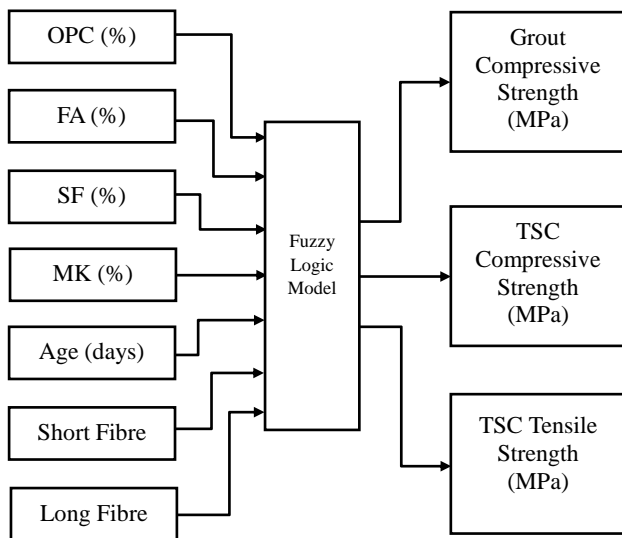 OPC (%)
FA (%)
SF (%)
MK (%)
Age (days)
Short Fibre
Long Fibre
Fuzzy
Logic
Model
Grout
Compressive
Strength
(MPa)
TSC
Compressive
Strength
(MPa)
TSC Tensile
Strength
(MPa)